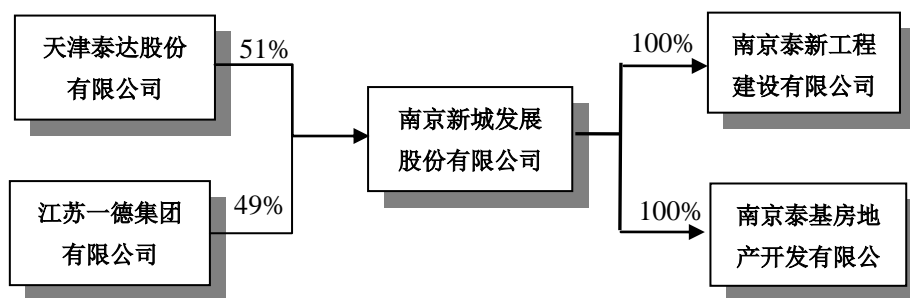 天津泰达股份
有限公司
51%
江苏一德集团
有限公司
49%
南京新城发展
股份有限公司
100%
南京泰新工程
建设有限公司
100%
南京泰基房地
产开发有限公